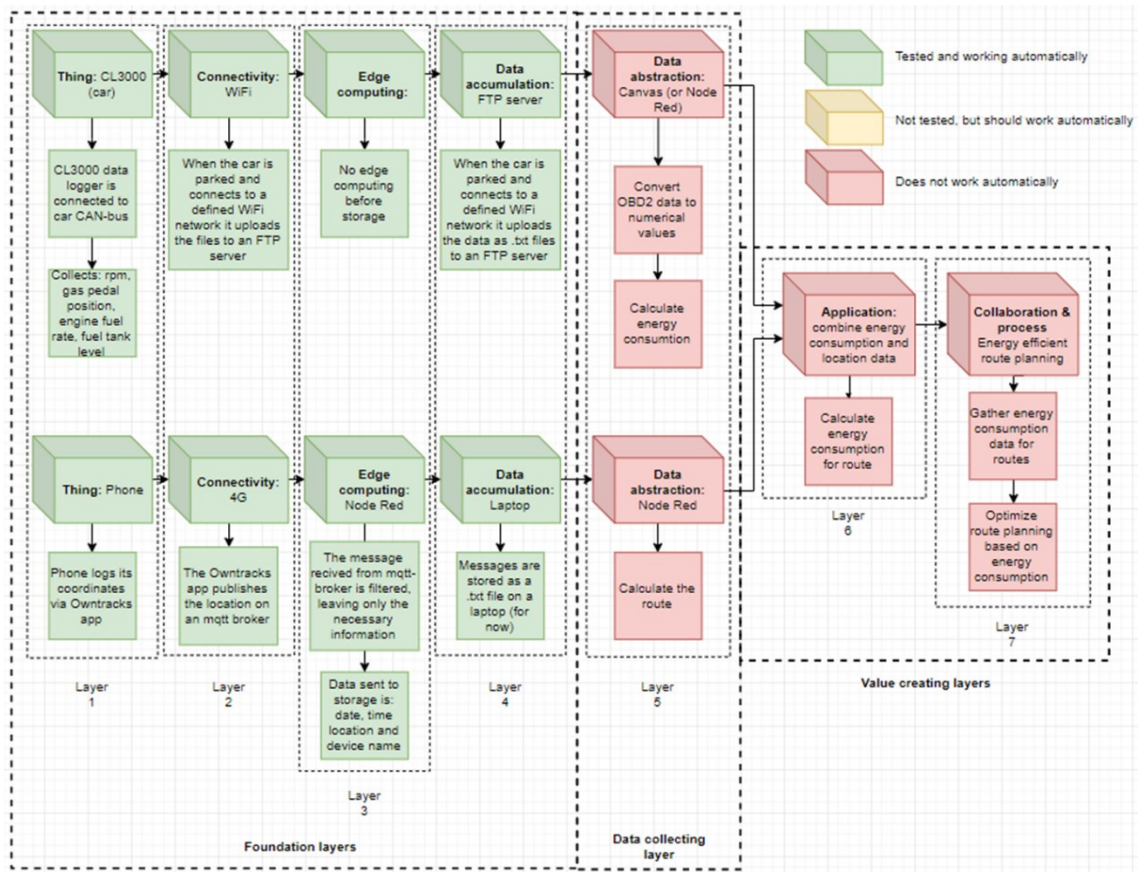 Thing: CL3000
(car)
Connectivity:
WiFi
Edge
computing:
Data
accumulation:
FTP server
Data
abstraction:
Canvas (or Node
Red)
Tested and working automatically
Not tested, but should work automatically
Does not work automatically
CL3000 data
logger is
connected to
car CAN-bus
When the car is
parked and
connects to a
defined WiFi
network it uploads
the files to an FTP
server
No edge
computing
before
storage
When the car is
parked and
connects to a
defined WiFi
network it uploads
the data as .txt files
to an FTP server
Convert
OBD2 data to
numerical
values
Collects: rpm,
gas pedal
position,
engine fuel
rate, fuel tank
level
Calculate
energy
consumtion
Application:
combine energy
consumption and
location data
Collaboration &
process
Energy efficient
route planning
Calculate
energy
consumption
for route
Gather energy
consumption
data for
routes
Optimize
route planning
based on
energy
consumption
Layer
6
Layer
7
Value creating layers
Thing: Phone
Connectivity:
4G
Edge
computing:
Node Red
Data
accumulation:
Laptop
Data
abstraction:
Node Red
Phone logs its
coordinates
via Owntracks
app
The Owntracks
app publishes
the location on
an mqtt broker
The message
recived from mqtt-
broker is filtered,
leaving only the
necessary
information
Messages are
stored as a
.txt file on a
laptop (for
now)
Calculate the
route
Data sent to
storage is:
date, time
location and
device name
Layer
1
Layer
2
Layer
3
Layer
4
Layer
5
Foundation layers
Data collecting
layer